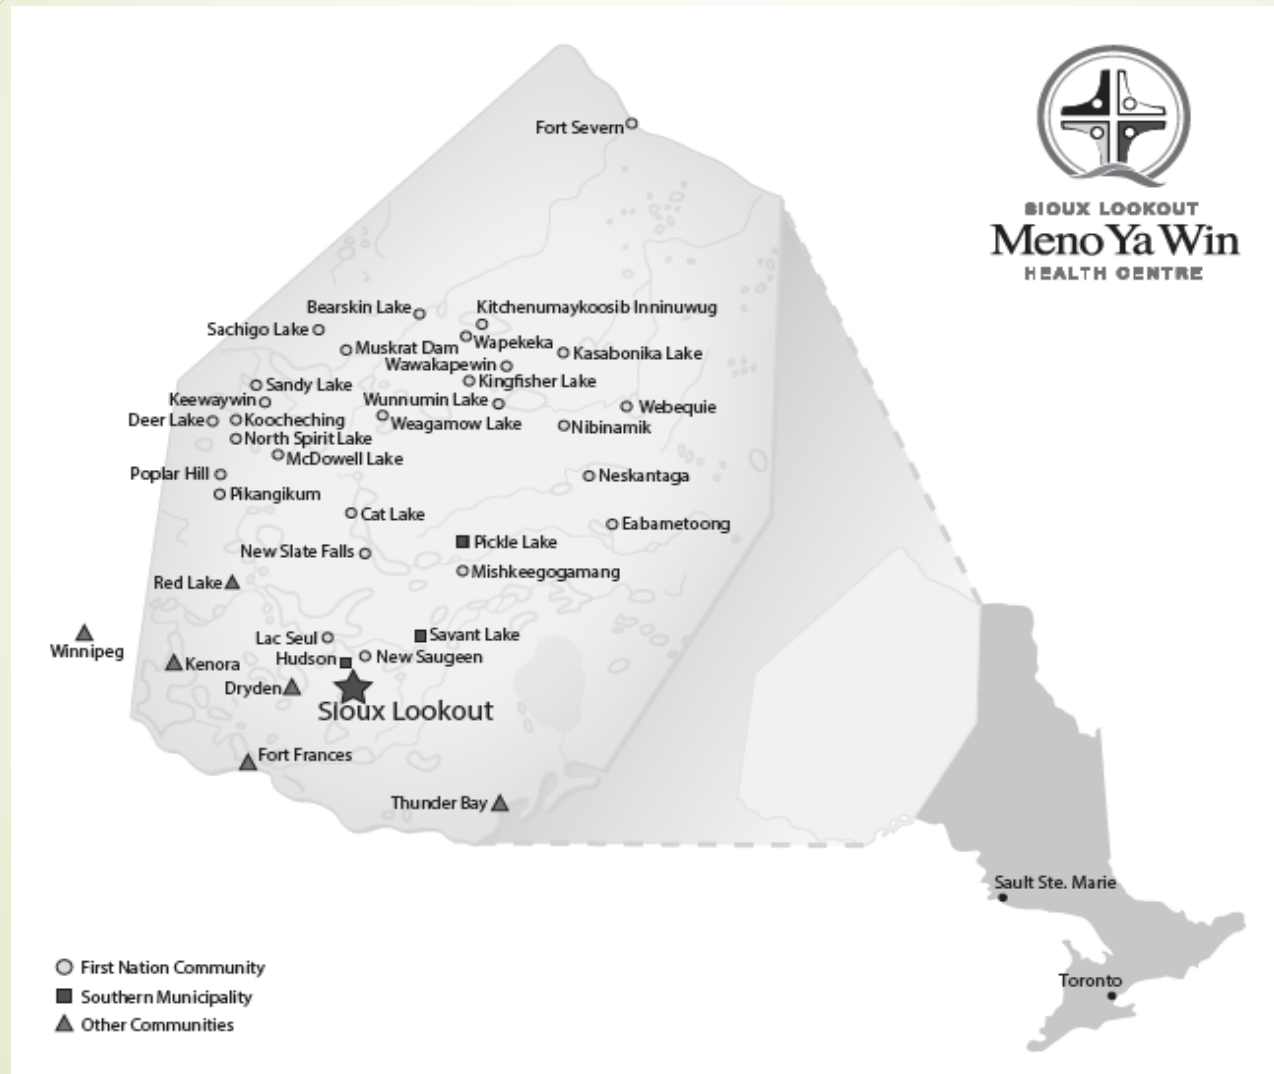 Fort Severn
SIOUX LOOKOUT
Meno Ya Win
HEALTH CENTRE
Bearskin Lake
Kitchenumaykoosib Inninuwug
Sachigo Lake
Muskrat Dam
Wapekeka
Kasabonika Lake
Wawakapewin
Sandy Lake
Kingfisher Lake
Keewaywin
Wunnumin Lake
Webequie
Deer Lake
Koocheching
Weagamow Lake
Nibinamik
North Spirit Lake
McDowell Lake
Poplar Hill
Neskantaga
Pikangikum
Cat Lake
Eabametoong
Pickle Lake
New Slate Falls
Mishkeegogamang
Red Lake
Winnipeg
Lac Seul
Savant Lake
Hudson
New Saugeen
Kenora
Dryden
Sioux Lookout
Fort Frances
Thunder Bay
Sault Ste. Marie
Toronto
First Nation Community
Southern Municipality
Other Communities